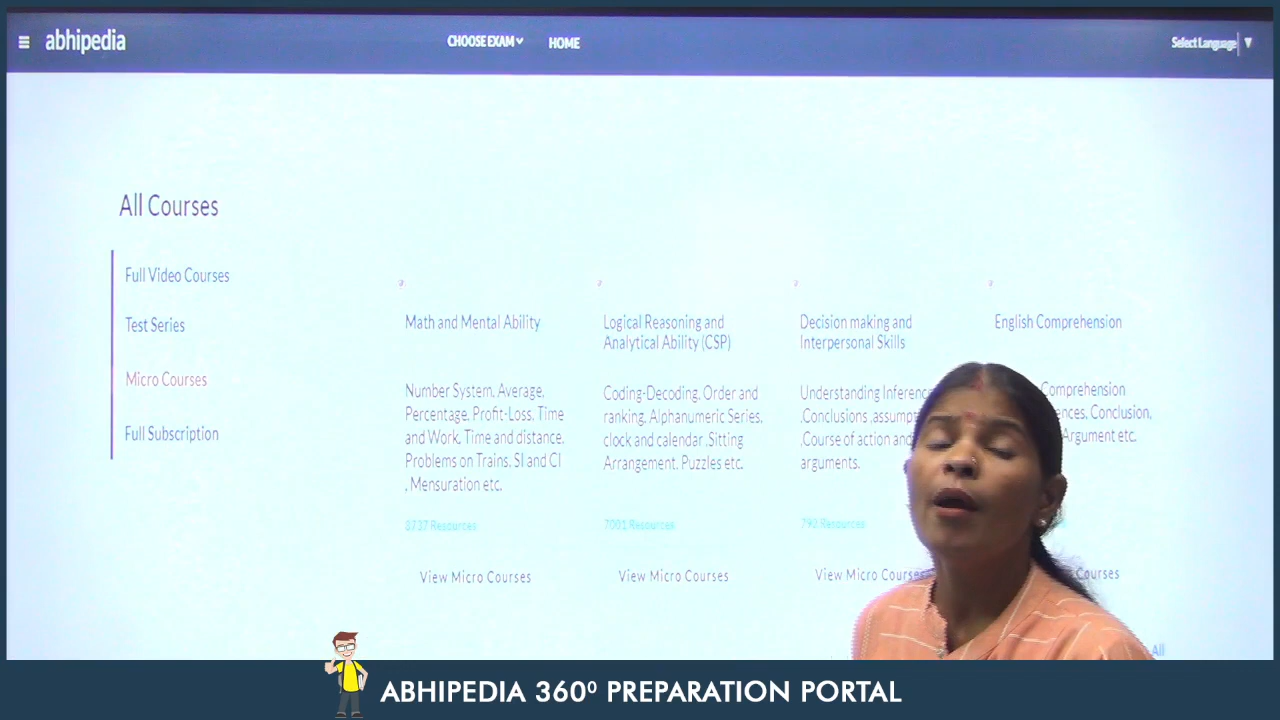 abhipedia
CHOOSE EXAM
HOME
Select Language
All Courses
Full Video Courses
Test Series
Micro Courses
Full Subscription
Math and Mental Ability
Number System, Average,
Percentage, Profit-Loss, Time
and Work, Time and distance,
Problems on Trains, SI and CI
, Mensuration etc.
3737 Resources
View Micro Courses
Logical Reasoning and
Analytical Ability (CSP)
Coding-Decoding, Order and
ranking, Alphanumeric Series,
clock and calendar ,Sitting
Arrangement, Puzzles etc.
7001 Resources
View Micro Courses
Decision making and
Interpersonal Skills
Understanding
,Conclusions
,Course of action and
arguments.
792 Resources
View Micro Courses
English Comprehension
Comprehension
Conclusion,
Argument etc.
All
ABHIPEDIA 360⁰ PREPARATION PORTAL